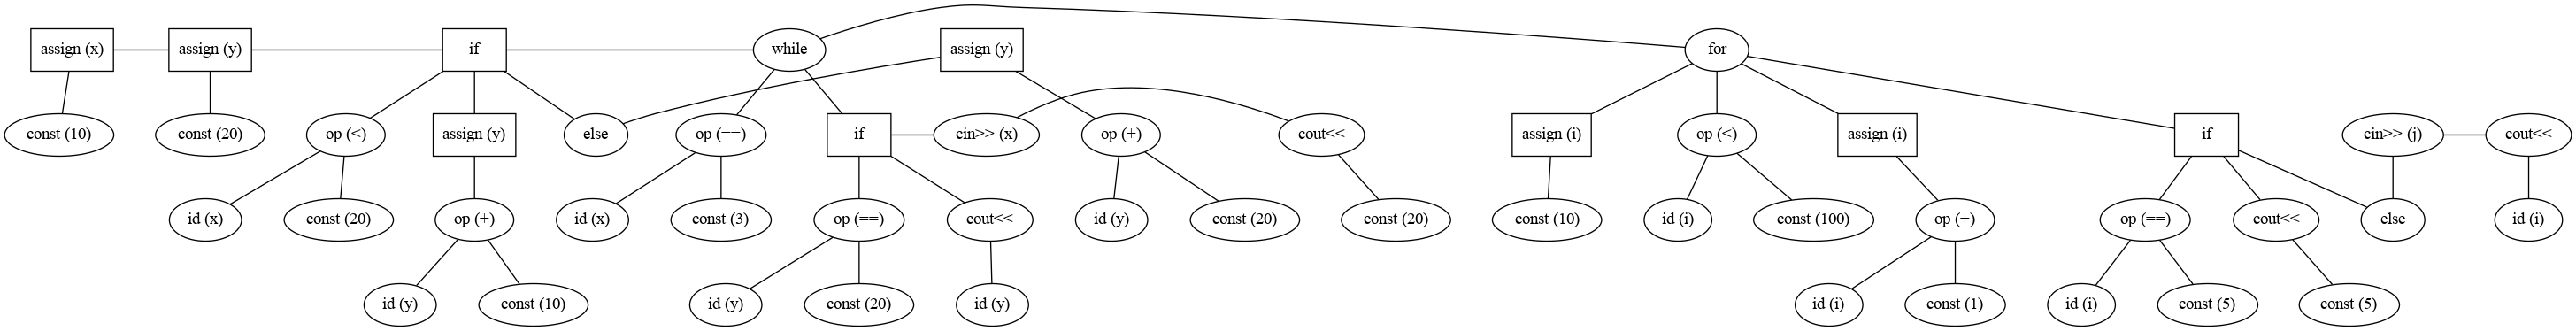 assign (x)
assign (y)
if
while
assign (y)
for
const (10)
const (20)
op (<)
assign (y)
else
op (==)
if
cin>> (x)
op (+)
cout<<
assign (i)
op (<)
assign (i)
if
cin>> (j)
cout<<
id (x)
const (20)
op (+)
id (x)
const (3)
op (==)
cout<<
id (y)
const (20)
const (20)
const (10)
id (i)
const (100)
op (+)
op (==)
cout<<
else
id (i)
id (y)
const (10)
id (y)
const (20)
id (y)
id (i)
const (1)
id (i)
const (5)
const (5)